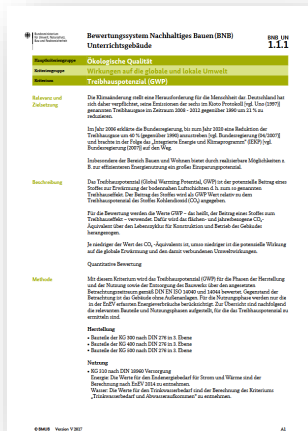 Bundesministerium
für Umwelt, Naturschutz,
Bau und Reaktorsicherheit
Bewertungssystem Nachhaltiges Bauen (BNB)
Unterrichtsgebäude
BNB_UN
1.1.1
Hauptkriteriengruppe
Ökologische Qualität
Kriteriengruppe
Wirkungen auf die globale und lokale Umwelt
Kriterium
Treibhauspotenzial (GWP)
Relevanz und
Zielsetzung
Die Klimaänderung stellt eine Herausforderung für die Menschheit dar. Deutschland hat
sich daher verpflichtet, seine Emissionen der sechs im Kioto Protokoll [vgl. Uno (1997)]
genannten Treibhausgase im Zeitraum 2008 - 2012 gegenüber 1990 um 21 % zu
reduzieren.
Im Jahr 2006 erklärte die Bundesregierung, bis zum Jahr 2020 eine Reduktion der
Treibhausgase um 40 % (gegenüber 1990) anzustreben [vgl. Bundesregierung (04/2007)]
und brachte in der Folge das „Integrierte Energie und Klimaprogramm“ (IEKP) [vgl.
Bundesregierung (2007)] auf den Weg.
Insbesondere der Bereich Bauen und Wohnen bietet durch realisierbare Möglichkeiten z.
B. zur effizienteren Energienutzung ein großes Einsparungspotenzial.
Beschreibung
Das Treibhauspotenzial (Global Warming Potential, GWP) ist der potenzielle Beitrag eines
Stoffes zur Erwärmung der bodennahen Luftschichten d. h. zum so genannten
Treibhauseffekt. Der Beitrag des Stoffes wird als GWP Wert relativ zu dem
Treibhauspotenzial des Stoffes Kohlendioxid (CO₂) angegeben.
Für die Bewertung werden die Werte GWP – das heißt, der Beitrag eines Stoffes zum
Treibhauseffekt – verwendet. Dafür wird das flächen- und jahresbezogene CO₂-
Äquivalent über den Lebenszyklus für Konstruktion und Betrieb des Gebäudes
herangezogen.
Je niedriger der Wert des CO₂-Äquivalents ist, umso niedriger ist die potenzielle Wirkung
auf die globale Erwärmung und den damit verbundenen Umweltwirkungen.
Quantitative Bewertung
Methode
Mit diesem Kriterium wird das Treibhauspotenzial (GWP) für die Phasen der Herstellung
und der Nutzung sowie der Entsorgung des Bauwerks über den angesetzten
Betrachtungszeitraum gemäß DIN EN ISO 14040 und 14044 bewertet. Gegenstand der
Betrachtung ist das Gebäude ohne Außenanlagen. Für die Nutzungsphase werden nur die
in der EnEV erfassten Energieverbräuche berücksichtigt. Zur Übersicht sind nachfolgend
die relevanten Bauteile und Nutzungsphasen aufgestellt, für die das Treibhauspotenzial zu
ermitteln sind.
Herstellung
• Bauteile der KG 300 nach DIN 276 in 3. Ebene
• Bauteile der KG 400 nach DIN 276 in 3. Ebene
• Bauteile der KG 500 nach DIN 276 in 3. Ebene
Nutzung
• KG 310 nach DIN 18960 Versorgung
Energie: Die Werte für den Endenergiebedarf für Strom und Wärme sind der
Berechnung nach EnEV 2014 zu entnehmen.
Wasser: Die Werte für den Trinkwasserbedarf sind der Berechnung des Kriteriums
„Trinkwasserbedarf und Abwasseraufkommen“ zu entnehmen.
© BMUB Version V 2017
A1